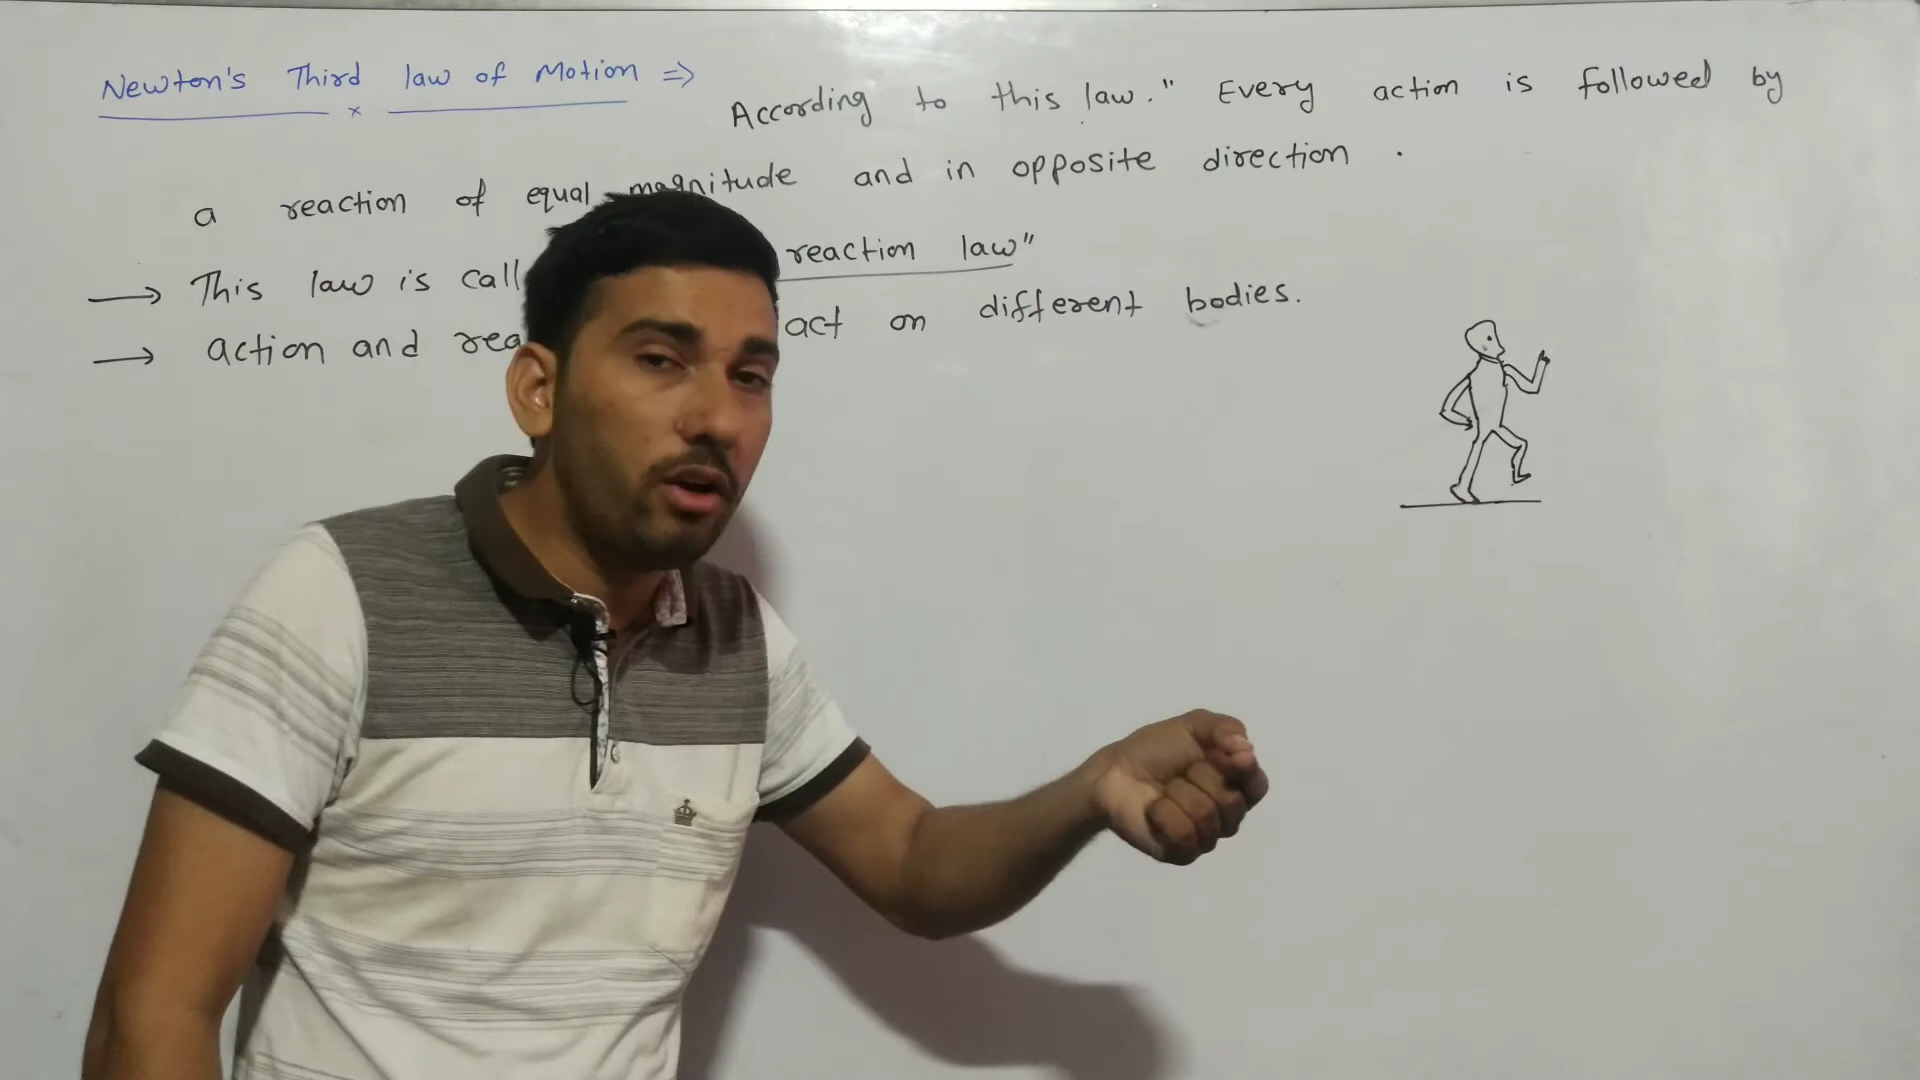 Newton's Third law of Motion ⇒ According to this law." Every action is followed by
a reaction of equal magnitude and in opposite direction .
→ This law is call reaction law"
→ action and rea act on different bodies.